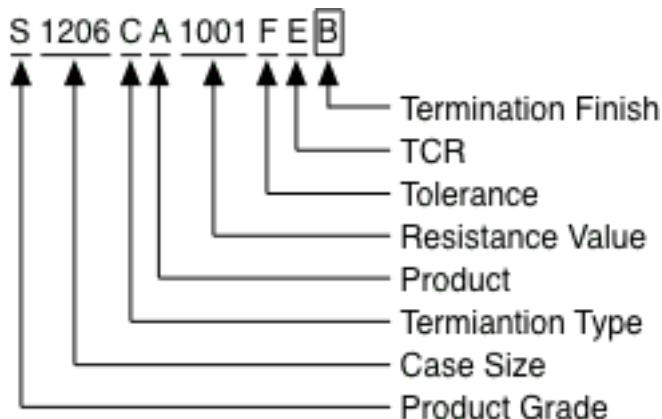 S 1206 C A 1001 F E B
Termination Finish
TCR
Tolerance
Resistance Value
Product
Termiantion Type
Case Size
Product Grade